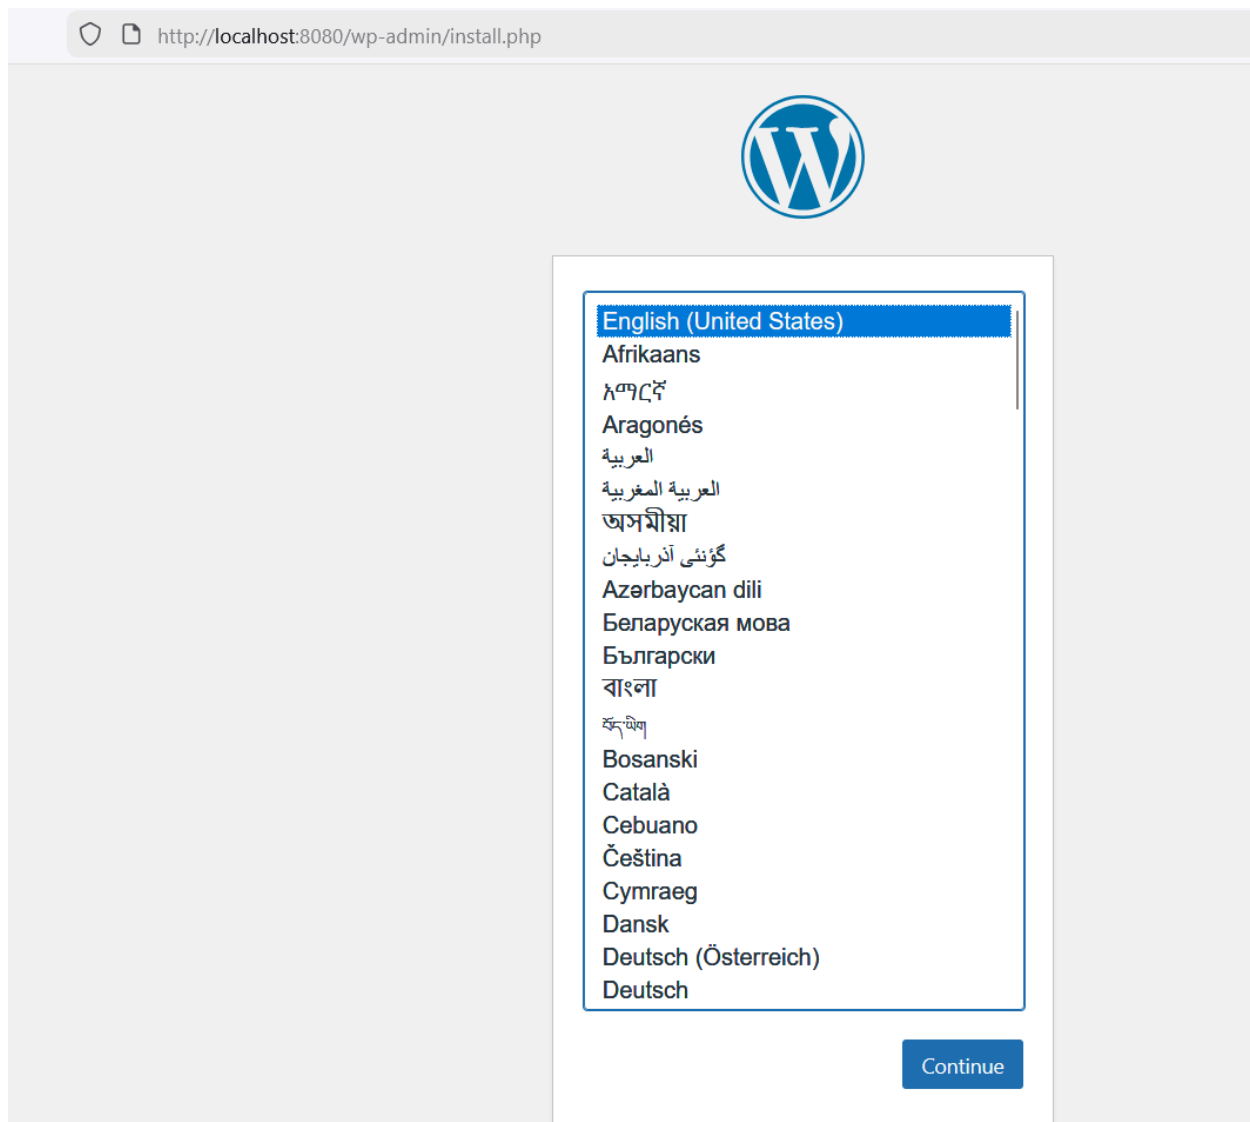 http://localhost:8080/wp-admin/install.php
English (United States)
Afrikaans
አማርኛ
Aragonés
العربية
العربية المغربية
অসমীয়া
گؤنئی آذربایجان
Azərbaycan dili
Беларуская мова
Български
বাংলা
བོད་ཡིག
Bosanski
Català
Cebuano
Čeština
Cymraeg
Dansk
Deutsch (Österreich)
Deutsch
Continue